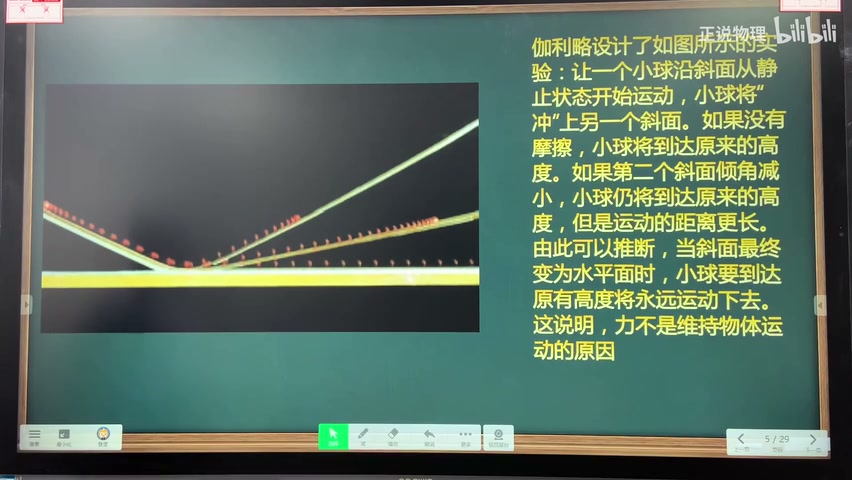 正说物理 bilibili
伽利略设计了如图所示的实
验：让一个小球沿斜面从静
止状态开始运动，小球将“
冲”上另一个斜面。如果没有
摩擦，小球将到达原来的高
度。如果第二个斜面倾角减
小，小球仍将到达原来的高
度，但是运动的距离更长。
由此可以推断，当斜面最终
变为水平面时，小球要到达
原有高度将永远运动下去。
这说明，力不是维持物体运
动的原因
5 / 29